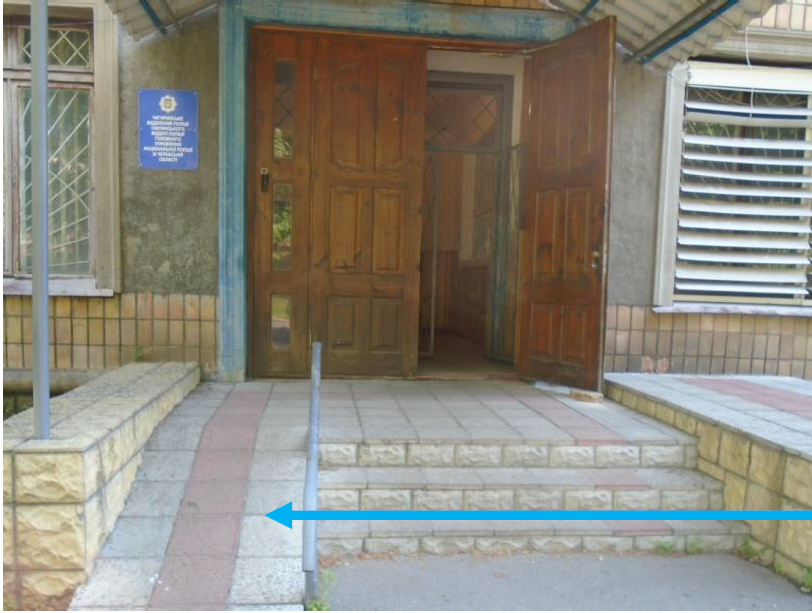 ЧИГИРИНСЬКЕ
ВІДДІЛЕННЯ ПОЛІЦІЇ
СМІЛЯНСЬКОГО
ВІДДІЛУ ПОЛІЦІЇ
ГОЛОВНОГО
УПРАВЛІННЯ
НАЦІОНАЛЬНОЇ ПОЛІЦІЇ
В ЧЕРКАСЬКІЙ
ОБЛАСТІ